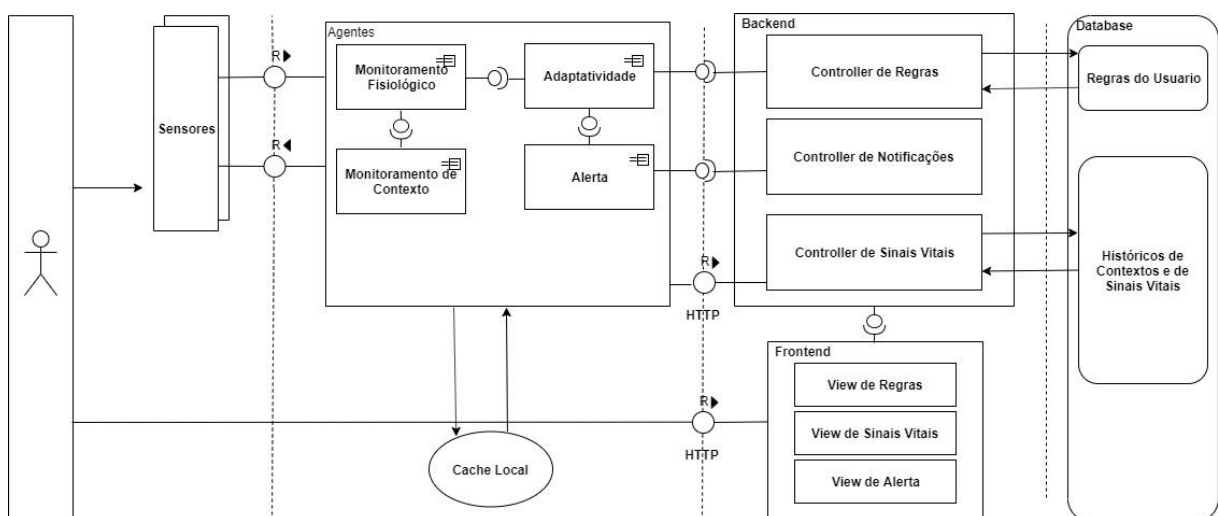 Agentes
Backend
Database
R
Monitoramento
Fisiológico
Adaptatividade
Controller de Regras
Regras do Usuario
Sensores
R
Monitoramento de
Contexto
Alerta
Controller de Notificações
R
Controller de Sinais Vitais
Históricos de
Contextos e de
Sinais Vitais
HTTP
Frontend
View de Regras
R
View de Sinais Vitais
HTTP
Cache Local
View de Alerta